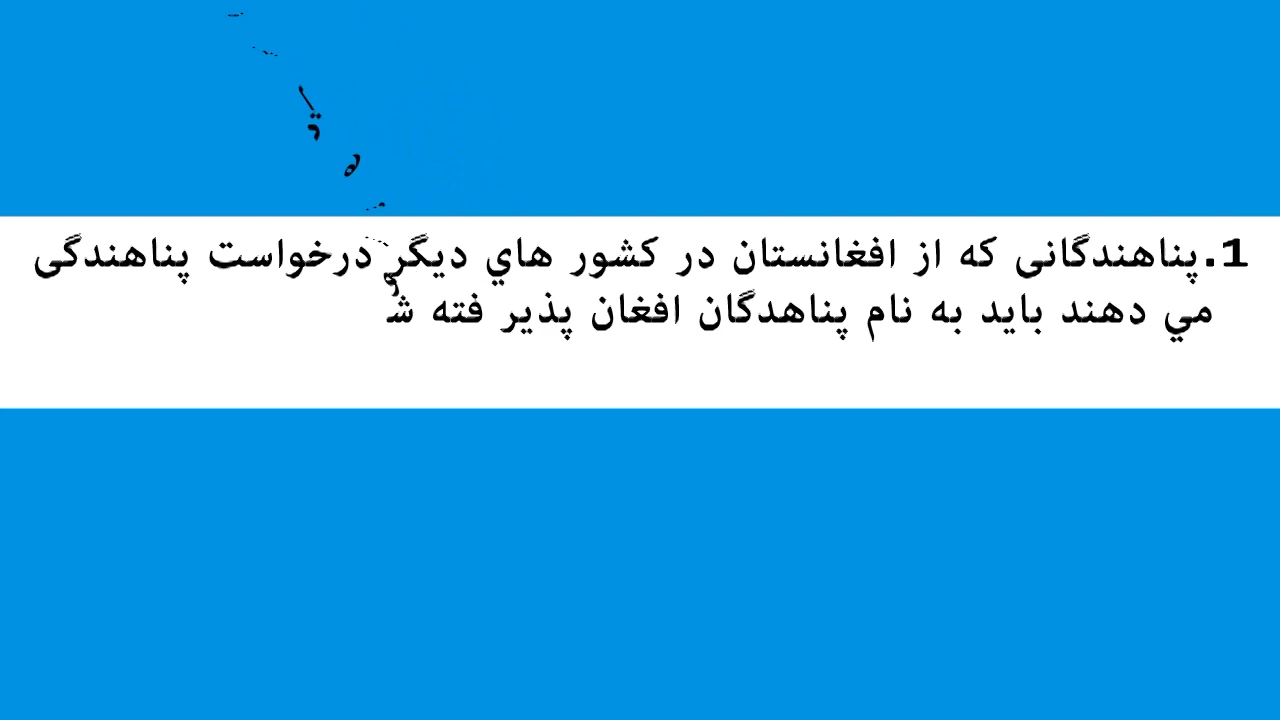 1.پناهندگانی که از افغانستان در کشور هاي دیگر درخواست پناهندگی
مي دهند باید به نام پناهدگان افغان پذیر فته ش